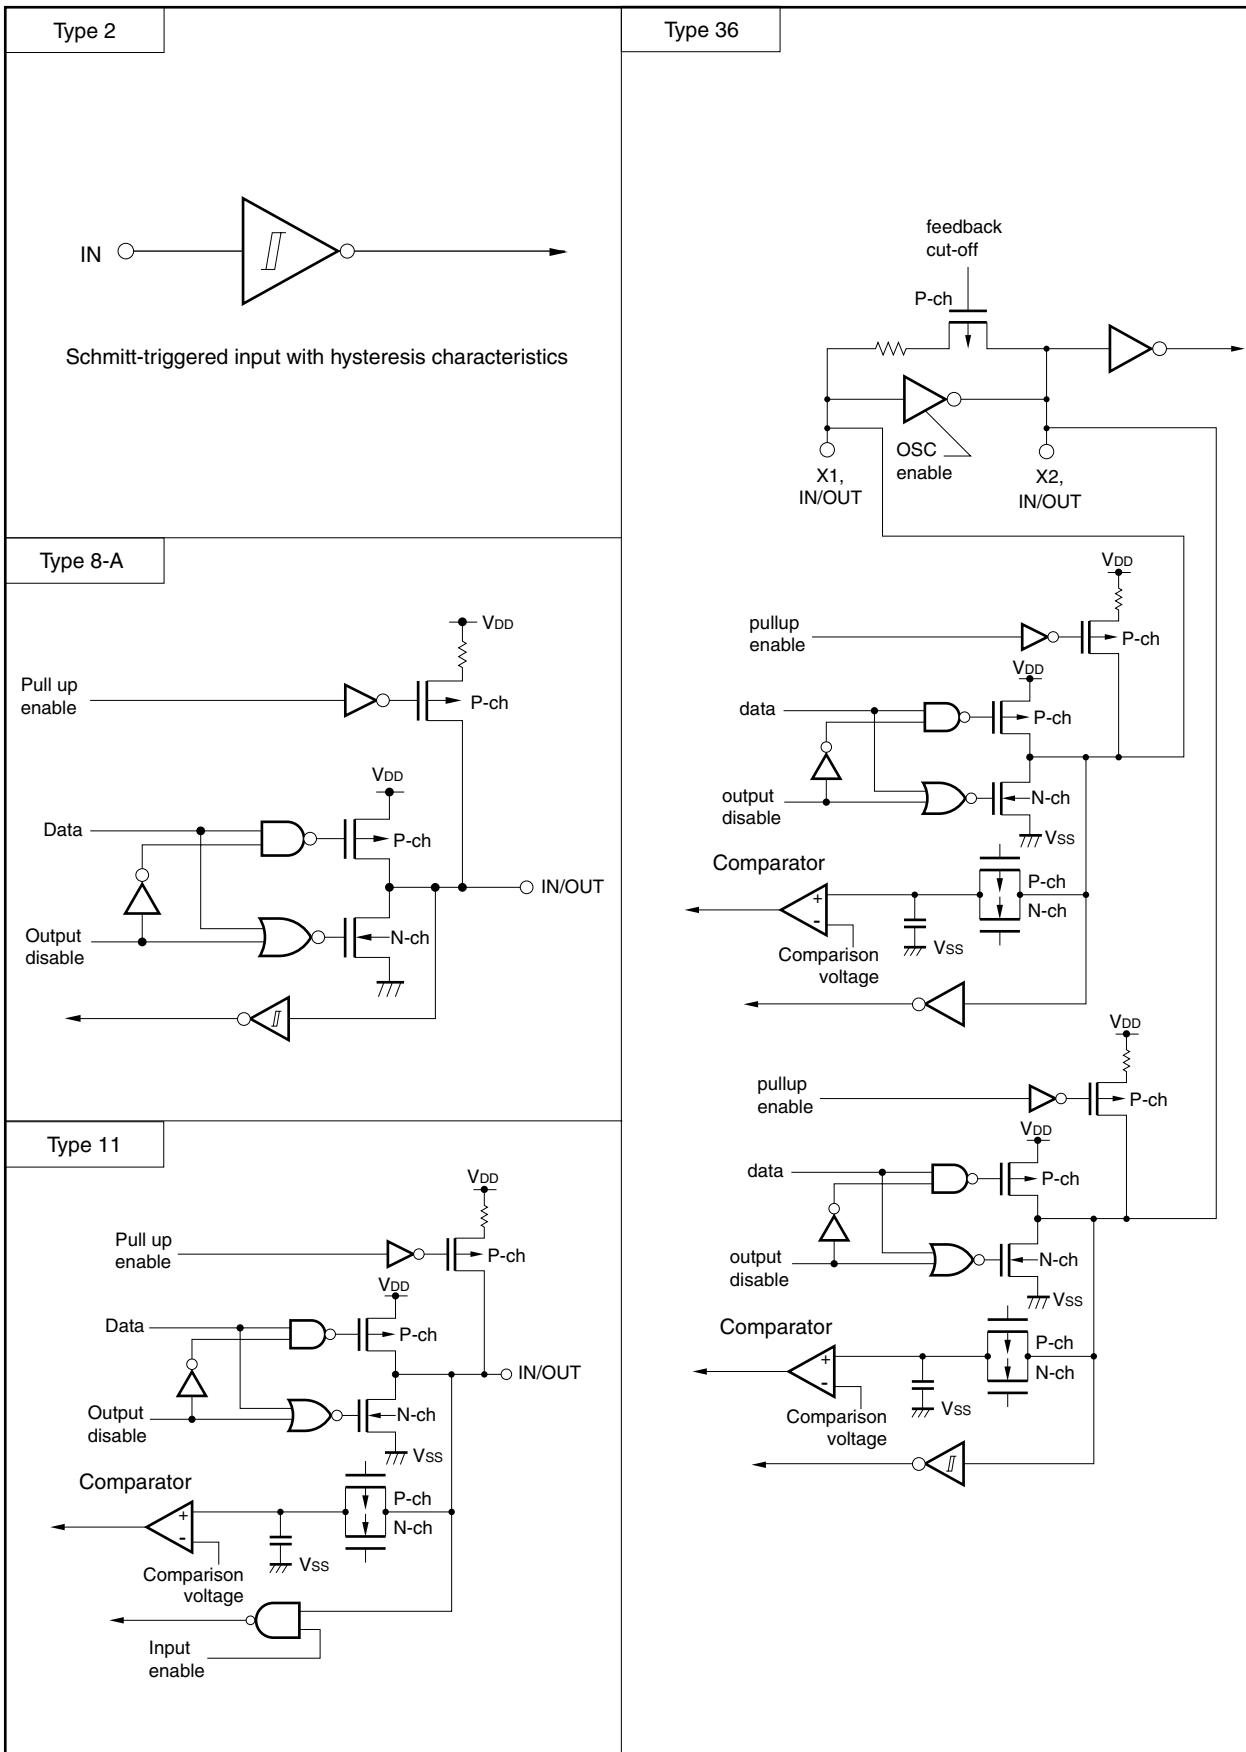 Type 2
IN
Schmitt-triggered input with hysteresis characteristics
Type 8-A
VDD
Pull up
enable
P-ch
VDD
Data
P-ch
IN/OUT
Output
disable
N-ch
Type 11
VDD
Pull up
enable
P-ch
VDD
Data
P-ch
IN/OUT
Output
disable
N-ch
VSS
Comparator
+
-
P-ch
N-ch
VSS
Comparison
voltage
Input
enable
Type 36
feedback
cut-off
P-ch
OSC
enable
X1,
IN/OUT
X2,
IN/OUT
VDD
pullup
enable
P-ch
VDD
data
P-ch
output
disable
N-ch
VSS
Comparator
+
-
P-ch
N-ch
VSS
Comparison
voltage
VDD
pullup
enable
P-ch
VDD
data
P-ch
output
disable
N-ch
VSS
Comparator
+
-
P-ch
N-ch
VSS
Comparison
voltage